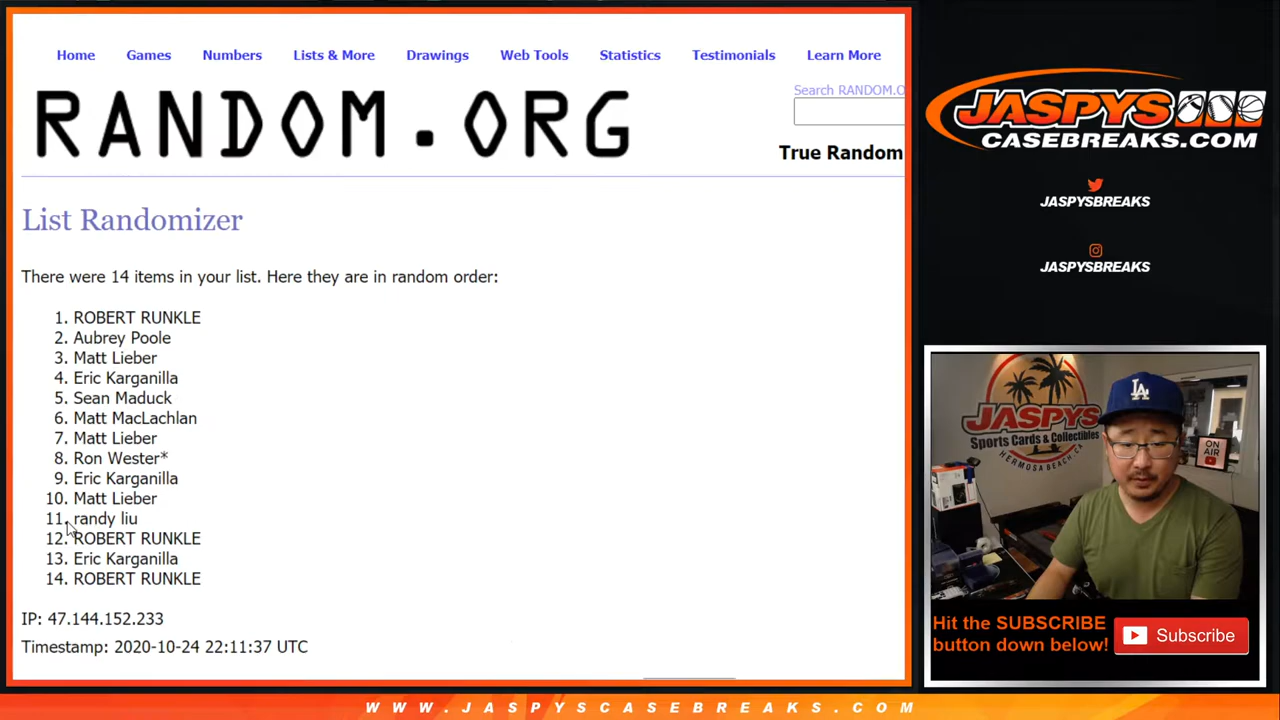 Home Games Numbers Lists & More Drawings Web Tools Statistics Testimonials Learn More
Search RANDOM.O
RANDOM.ORG
True Random
List Randomizer
There were 14 items in your list. Here they are in random order:
1. ROBERT RUNKLE
2. Aubrey Poole
3. Matt Lieber
4. Eric Karganilla
5. Sean Maduck
6. Matt MacLachlan
7. Matt Lieber
8. Ron Wester*
9. Eric Karganilla
10. Matt Lieber
11. randy liu
12. ROBERT RUNKLE
13. Eric Karganilla
14. ROBERT RUNKLE
IP: 47.144.152.233
Timestamp: 2020-10-24 22:11:37 UTC
JASPYS
CASEBREAKS.COM
JASPYSBREAKS
JASPYSBREAKS
JASPYS
Sports Cards & Collectibles
HERMOSA BEACH, CA
LA
ON
AIR
Hit the SUBSCRIBE
button down below!
Subscribe
WWW.JASPYSCASEBREAKS.COM